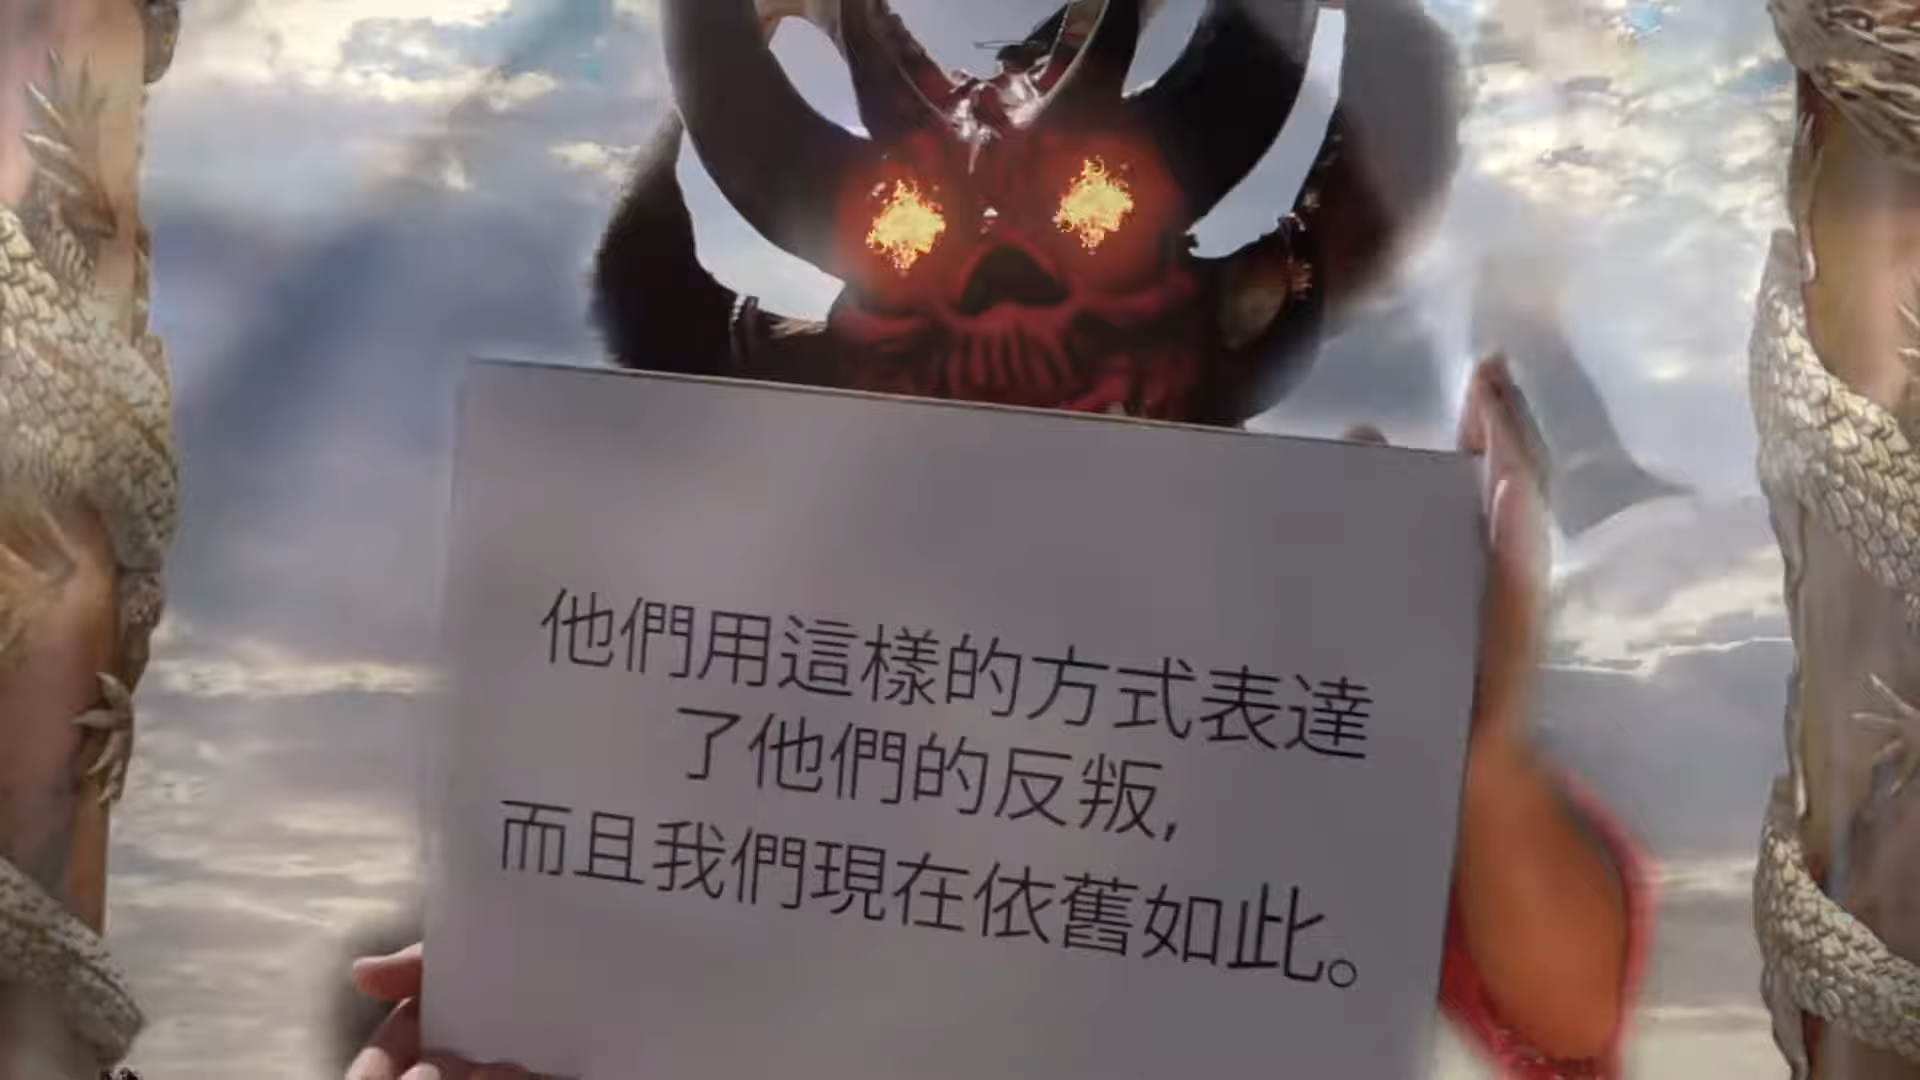 他們用這樣的方式表達
了他們的反叛,
而且我們現在依舊如此。